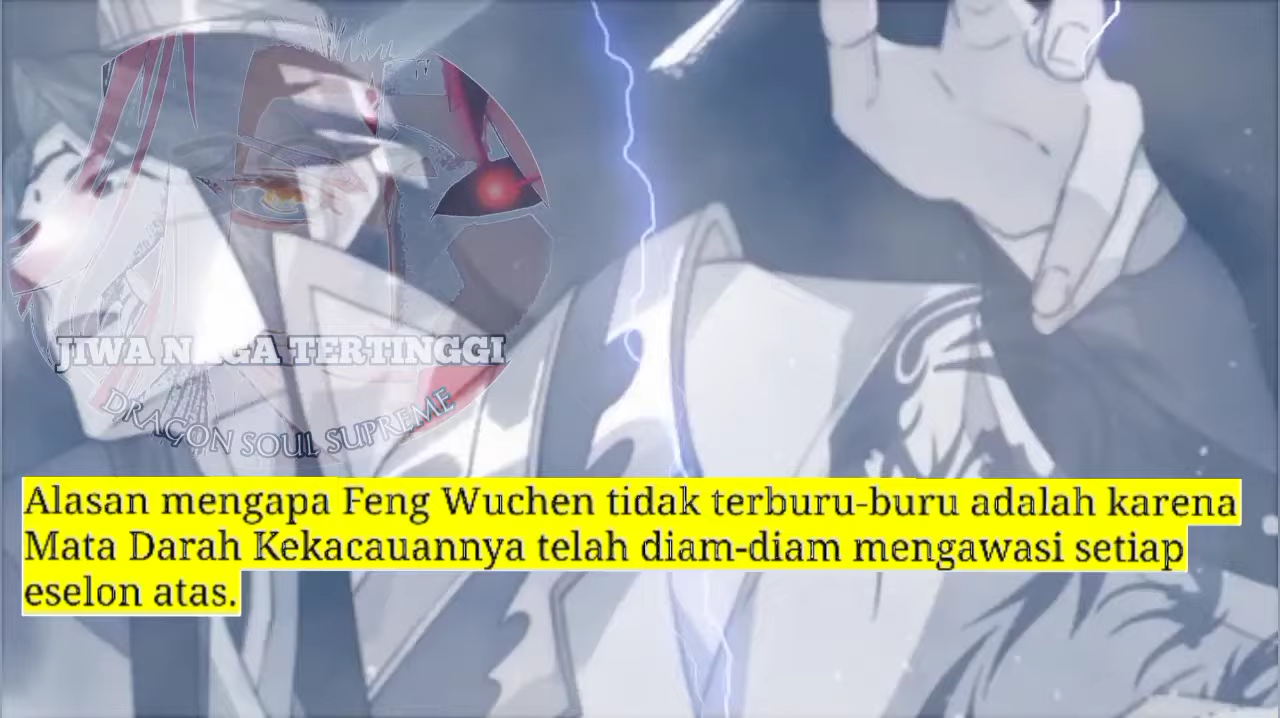 JIWA NAGA TERTINGGI
DRAGON SOUL SUPREME
Alasan mengapa Feng Wuchen tidak terburu-buru adalah karena
Mata Darah Kekacauannya telah diam-diam mengawasi setiap
eselon atas.